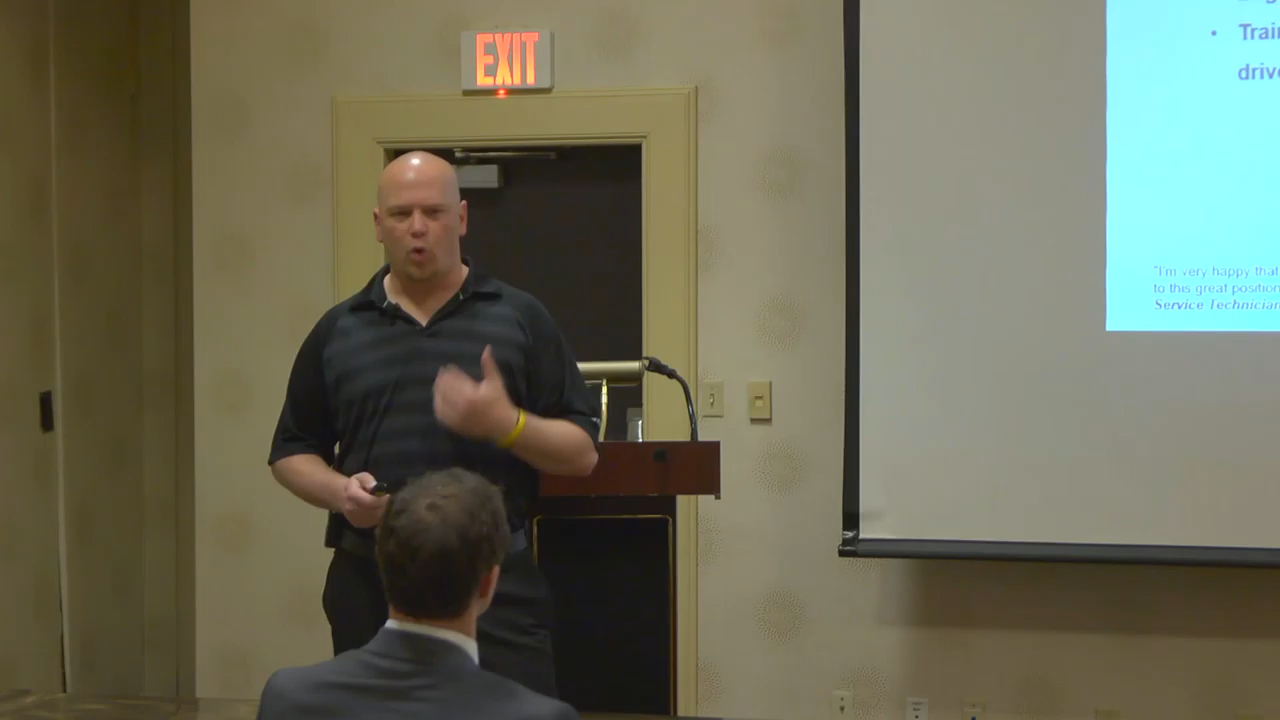 EXIT
• Trai
drive
"I'm very happy that
to this great position
Service Technician